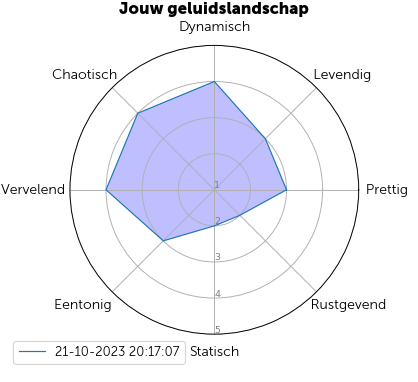 Jouw geluidslandschap
Dynamisch
Chaotisch
Levendig
Vervelend
1
Prettig
2
3
4
Eentonig
Rustgevend
5
21-10-2023 20:17:07
Statisch